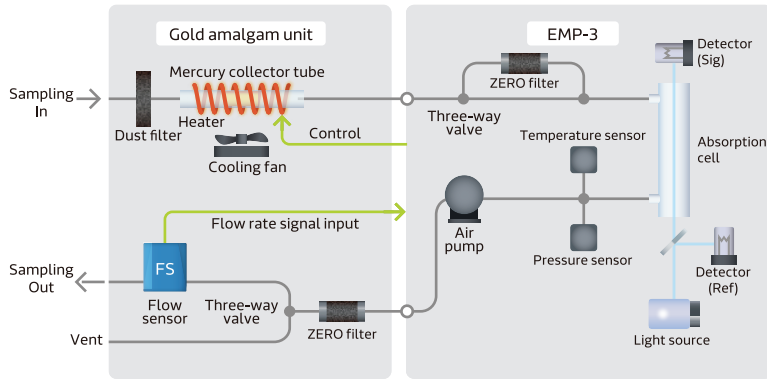 Gold amalgam unit
EMP-3
Mercury collector tube
ZERO filter
Detector
(Sig)
Sampling
In
Dust filter
Heater
Cooling fan
Control
Three-way
valve
Temperature sensor
Absorption
cell
Flow rate signal input
Air
pump
Pressure sensor
Detector
(Ref)
Sampling
Out
FS
Flow
sensor
Three-way
valve
ZERO filter
Vent
Light source